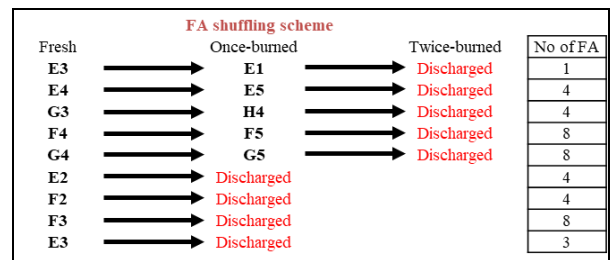 FA shuffling scheme
Fresh Once-burned Twice-burned No of FA
E3 E1 Discharged 1
E4 E5 Discharged 4
G3 H4 Discharged 4
F4 F5 Discharged 8
G4 G5 Discharged 8
E2 Discharged 4
F2 Discharged 4
F3 Discharged 8
E3 Discharged 3